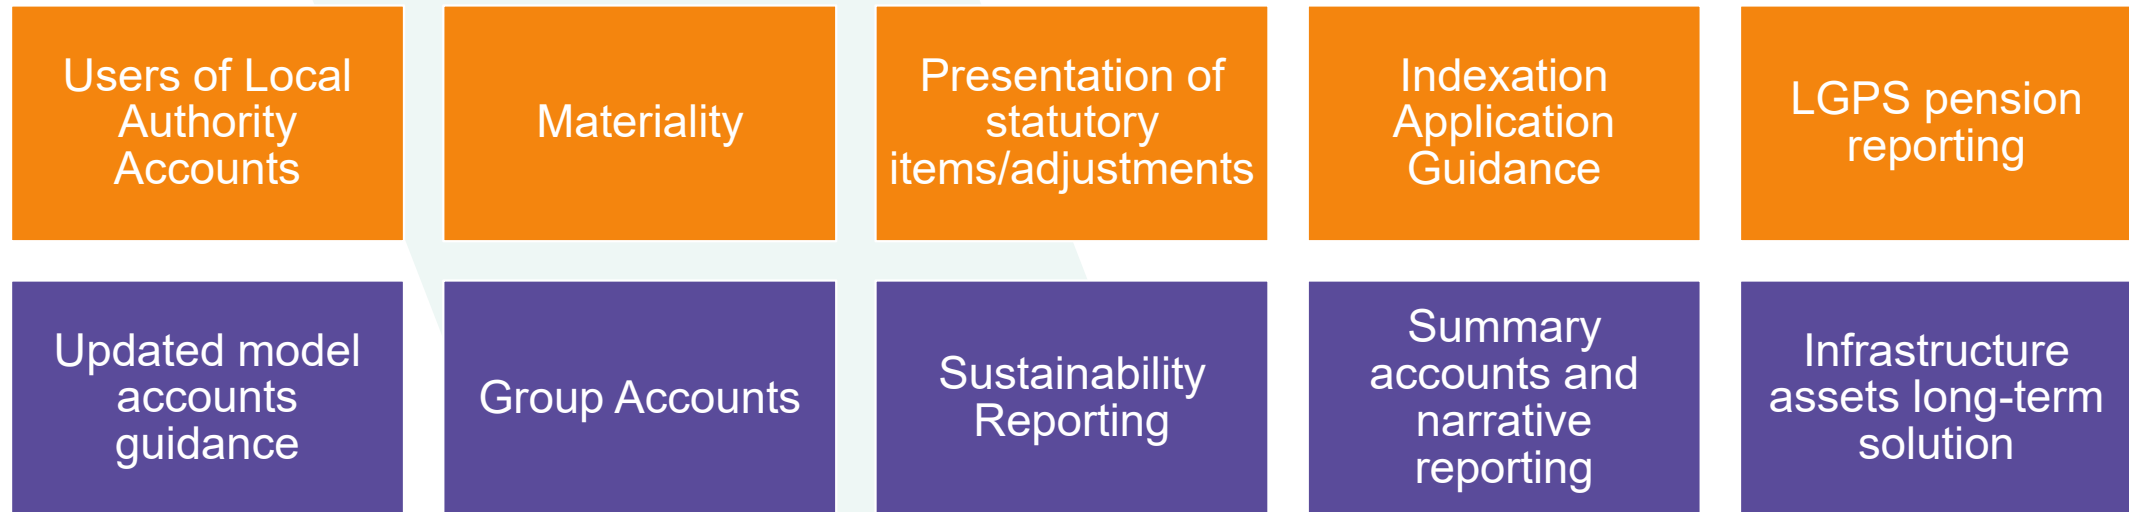 Users of Local
Authority
Accounts
Materiality
Presentation of
statutory
items/adjustments
Indexation
Application
Guidance
LGPS pension
reporting
Updated model
accounts
guidance
Group Accounts
Sustainability
Reporting
Summary
accounts and
narrative
reporting
Infrastructure
assets long-term
solution